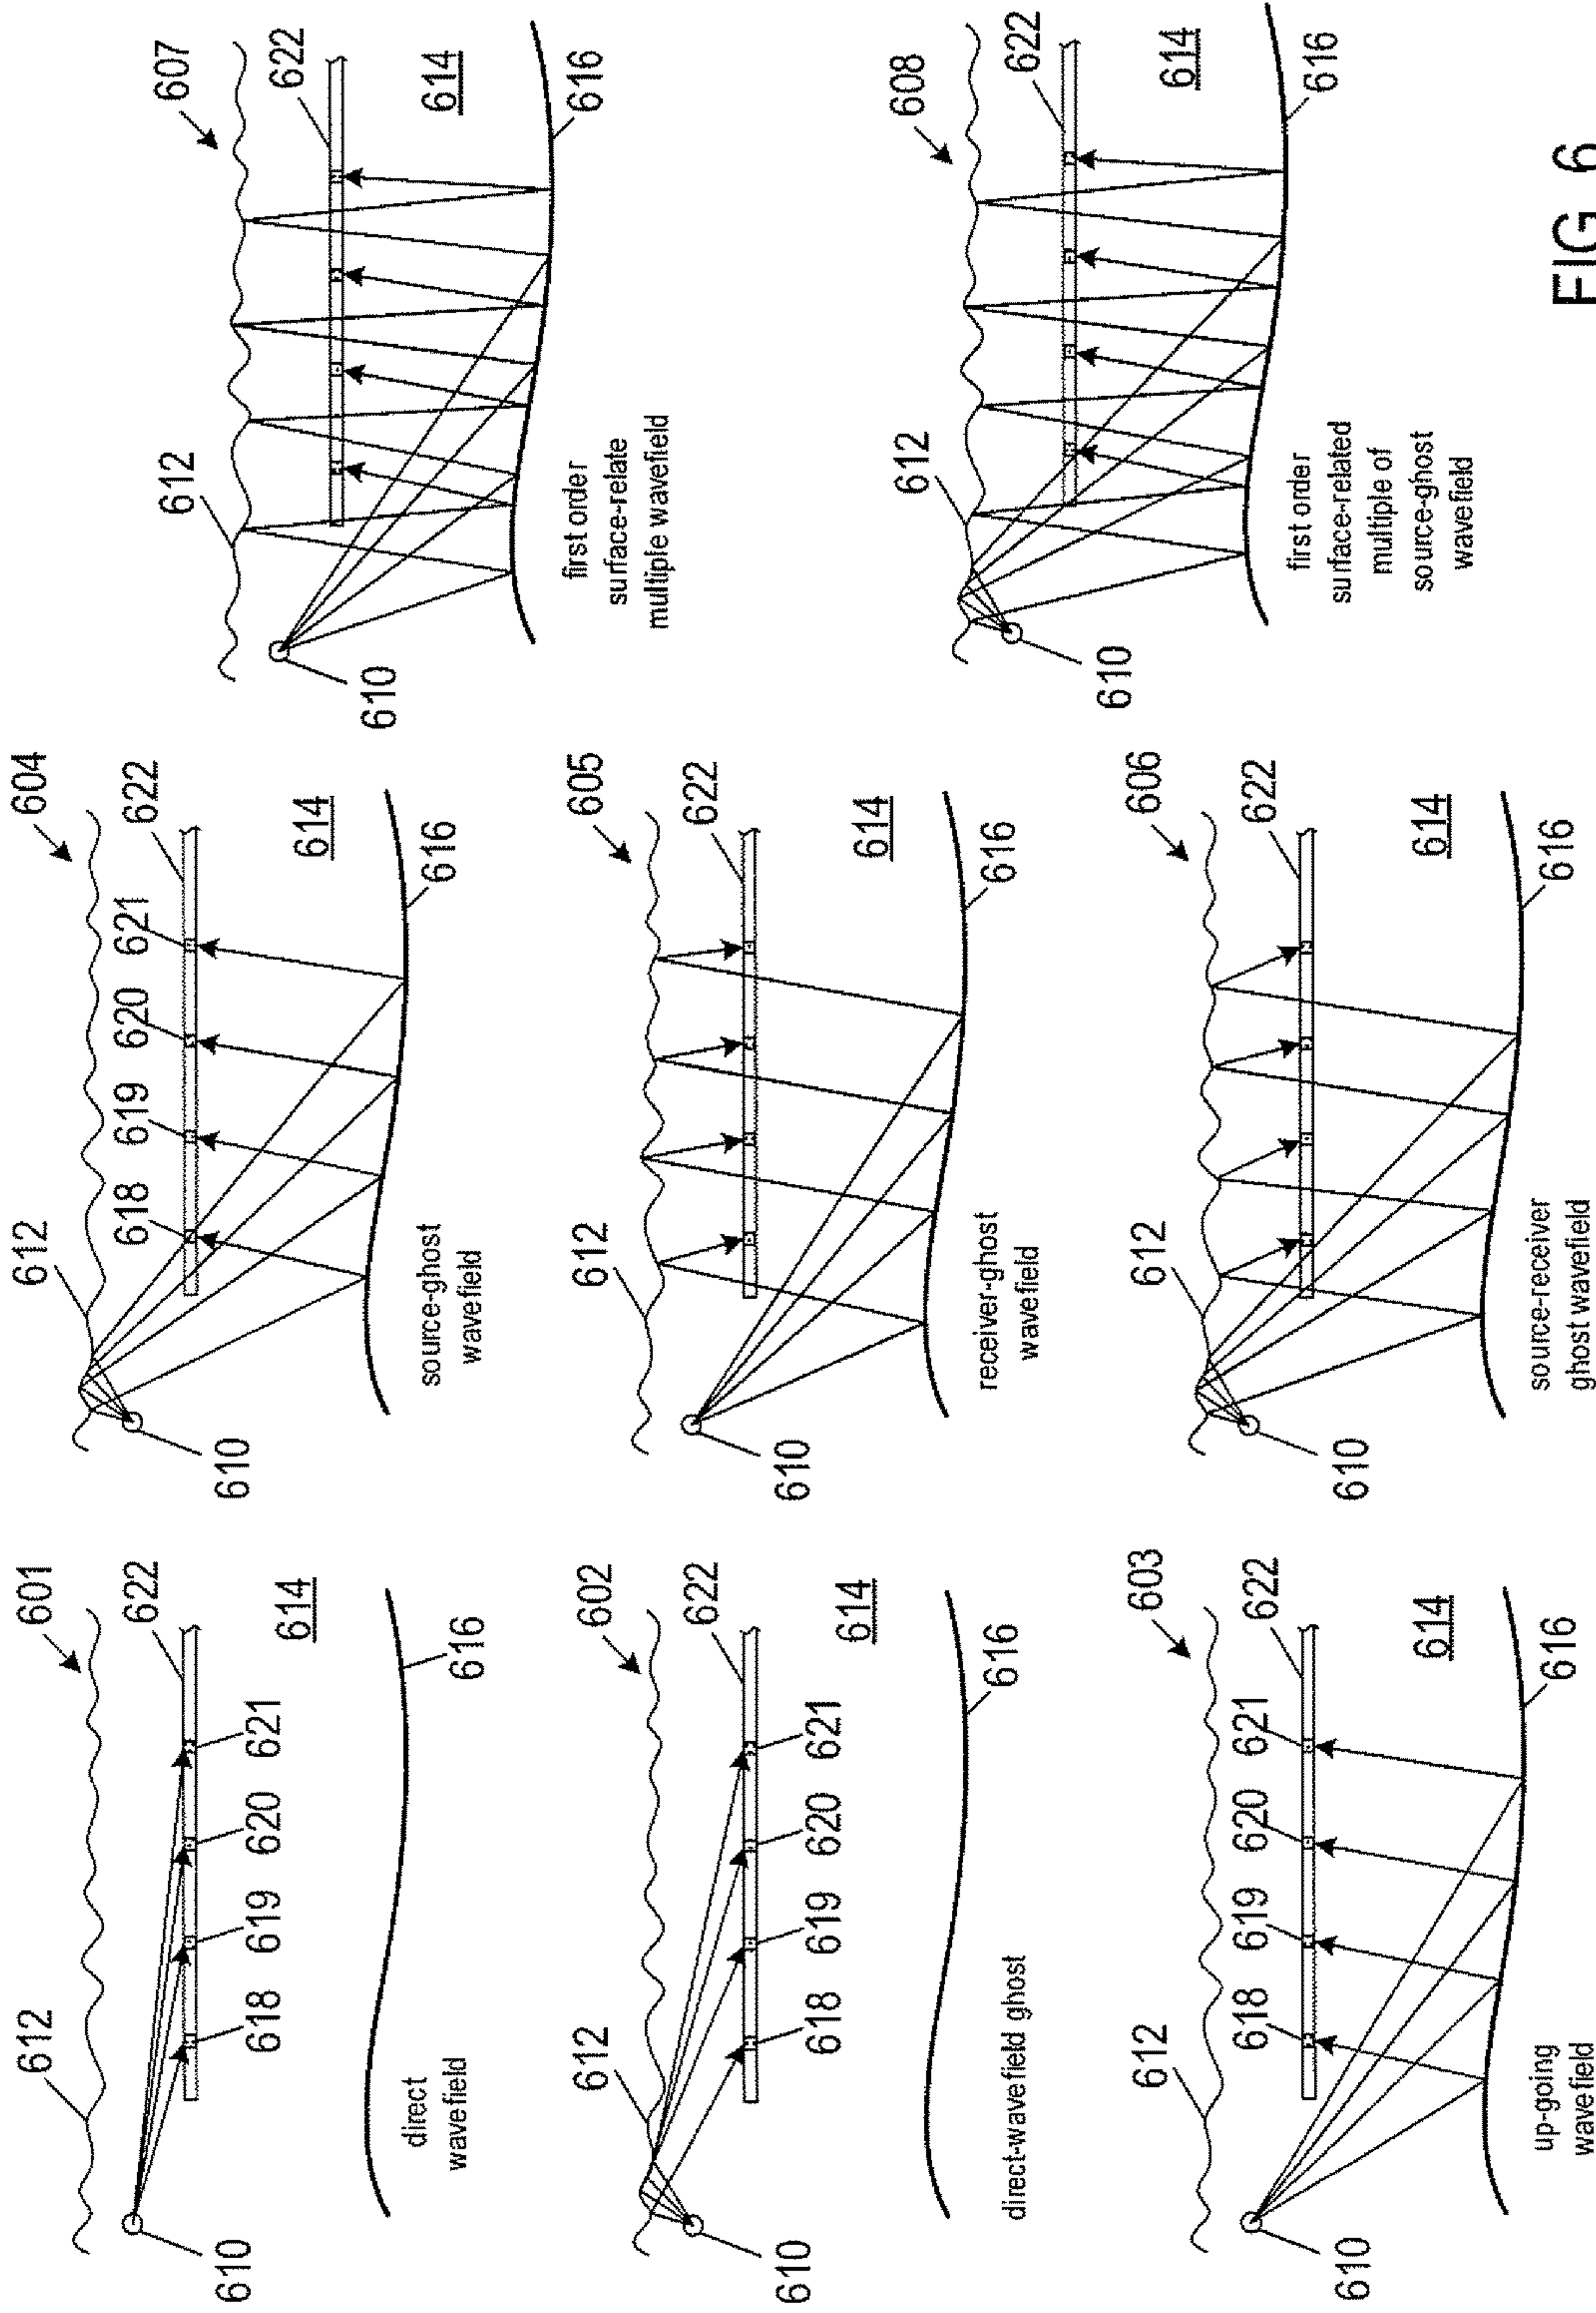 601
612
622
610
618 619 620 621
614
616
direct
wavefield
602
612
622
610
618 619 620 621
614
616
direct-wavefield ghost
603
612
622
618 619 620 621
610
614
616
up-going
wavefield
604
612
622
618 619 620 621
610
614
616
source-ghost
wavefield
605
612
622
610
614
616
receiver-ghost
wavefield
606
612
622
610
614
616
source-receiver
ghost wavefield
607
612
622
610
614
616
first order
surface-relate
multiple wavefield
608
612
622
610
614
616
first order
surface-related
multiple of
source-ghost
wavefield
FIG 6